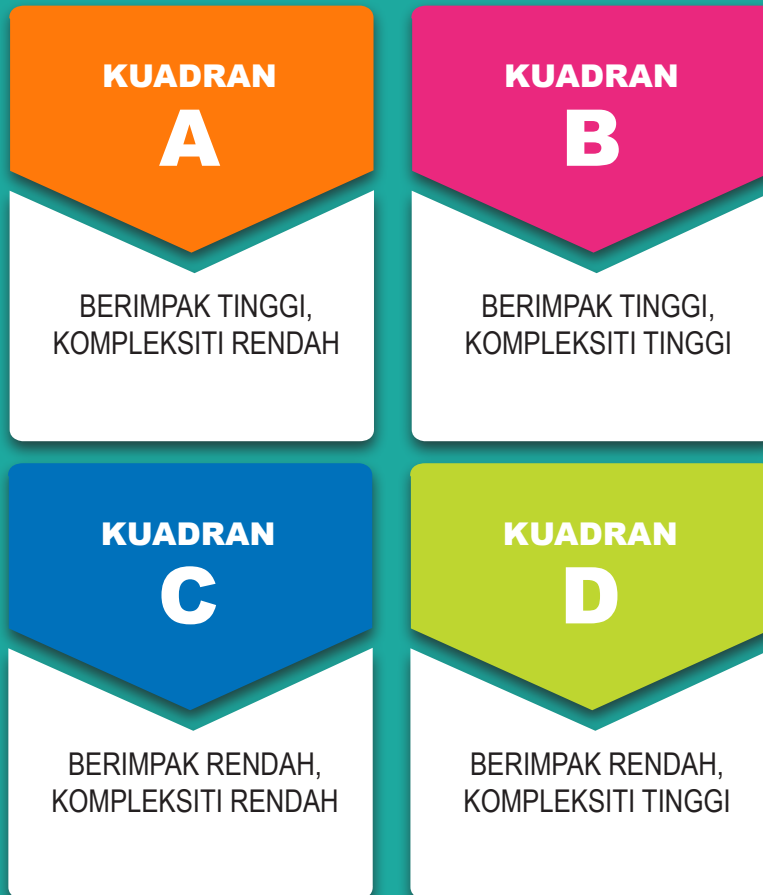 KUADRAN
A
BERIMPAK TINGGI,
KOMPLEKSITI RENDAH
KUADRAN
B
BERIMPAK TINGGI,
KOMPLEKSITI TINGGI
KUADRAN
C
BERIMPAK RENDAH,
KOMPLEKSITI RENDAH
KUADRAN
D
BERIMPAK RENDAH,
KOMPLEKSITI TINGGI